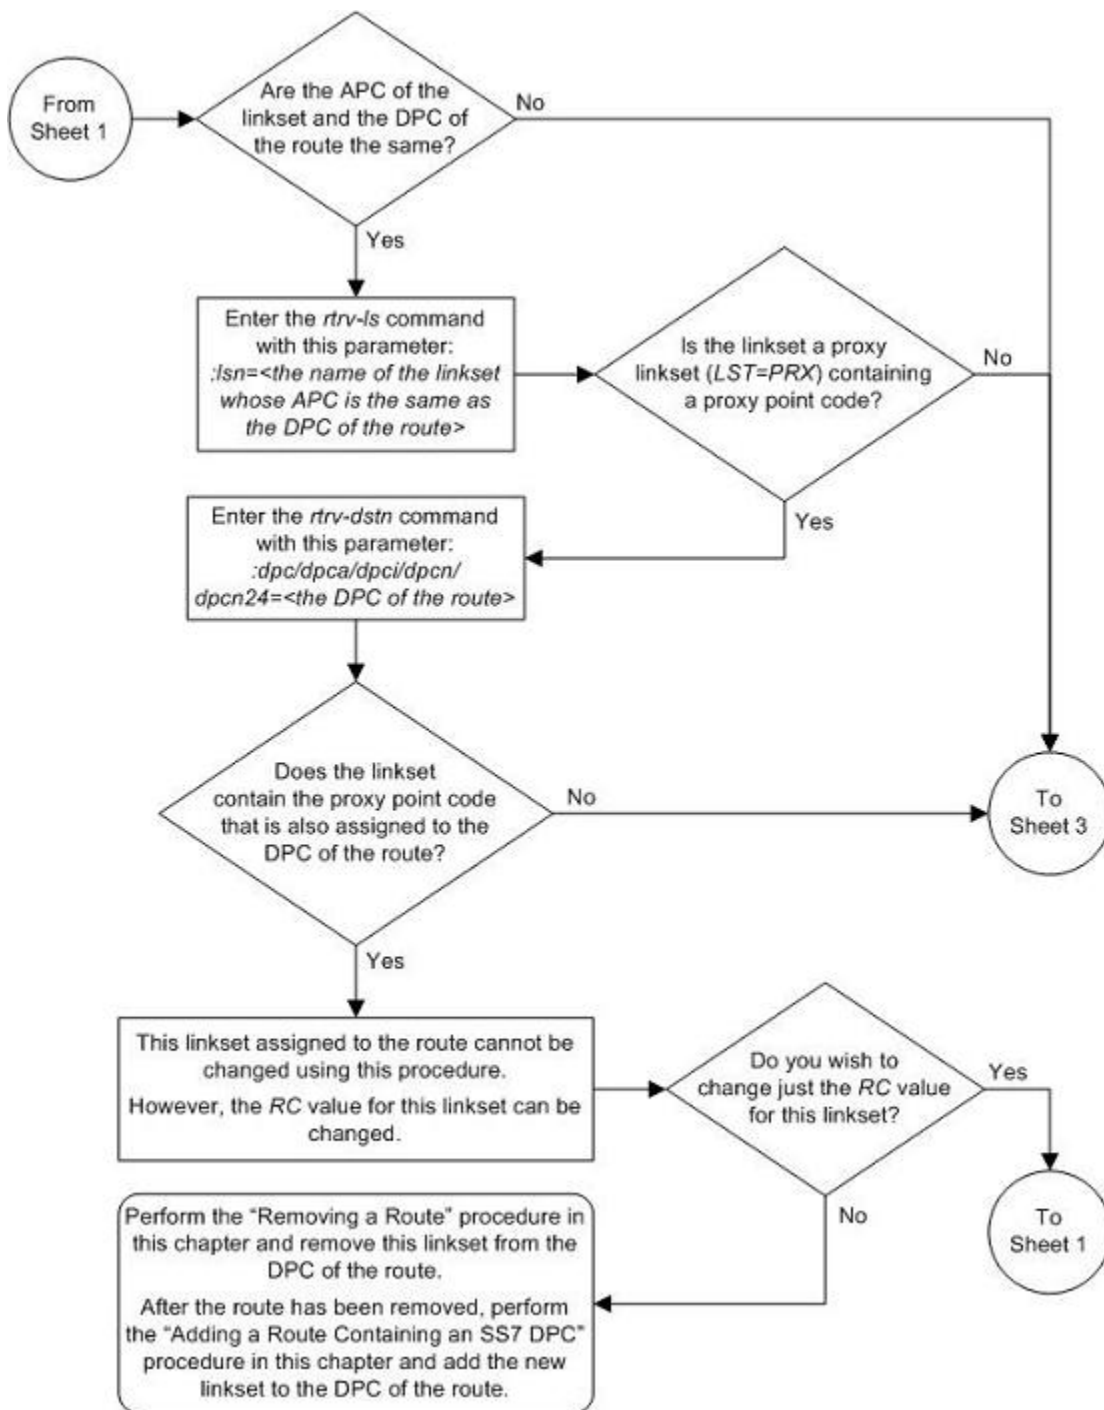 From
Sheet 1
Are the APC of the
linkset and the DPC of
the route the same?
No
Yes
Enter the rtrv-ls command
with this parameter:
:lsn=<the name of the linkset
whose APC is the same as
the DPC of the route>
Is the linkset a proxy
linkset (LST=PRX) containing
a proxy point code?
No
Yes
Enter the rtrv-dstn command
with this parameter:
:dpc/dpca/dpci/dpcn/
dpcn24=<the DPC of the route>
Does the linkset
contain the proxy point code
that is also assigned to the
DPC of the route?
No
To
Sheet 3
Yes
This linkset assigned to the route cannot be
changed using this procedure.
However, the RC value for this linkset can be
changed.
Do you wish to
change just the RC value
for this linkset?
Yes
To
Sheet 1
No
Perform the “Removing a Route” procedure in
this chapter and remove this linkset from the
DPC of the route.
After the route has been removed, perform
the “Adding a Route Containing an SS7 DPC”
procedure in this chapter and add the new
linkset to the DPC of the route.